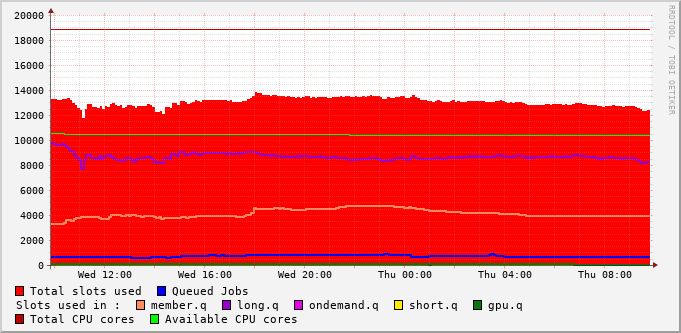 20000
18000
16000
14000
12000
10000
8000
6000
4000
2000
0
Wed 12:00 Wed 16:00 Wed 20:00 Thu 00:00 Thu 04:00 Thu 08:00
RRDTOOL / TOBI OETIKER
Total slots used Queued Jobs
Slots used in : member.q long.q ondemand.q short.q gpu.q
Total CPU cores Available CPU cores